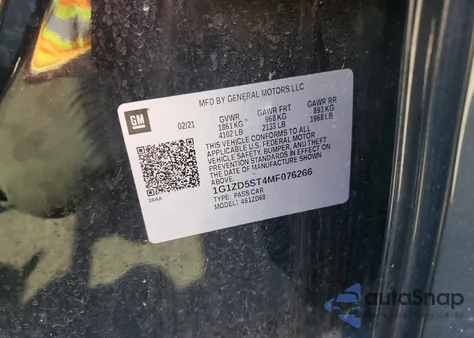 MFD BY GENERAL MOTORS LLC
GM
02/21 GVWR GAWR FRT GAWR RR
1861 KG 968 KG 893 KG
4102 LB 2133 LB 1968 LB
THIS VEHICLE CONFORMS TO ALL
APPLICABLE U.S. FEDERAL MOTOR
VEHICLE SAFETY, BUMPER, AND THEFT
PREVENTION STANDARDS IN EFFECT ON
THE DATE OF MANUFACTURE SHOWN
ABOVE.
1G1ZD5ST4MF076266
TYPE: PASS CAR
MODEL: 461ZD69
394A
autoSnap